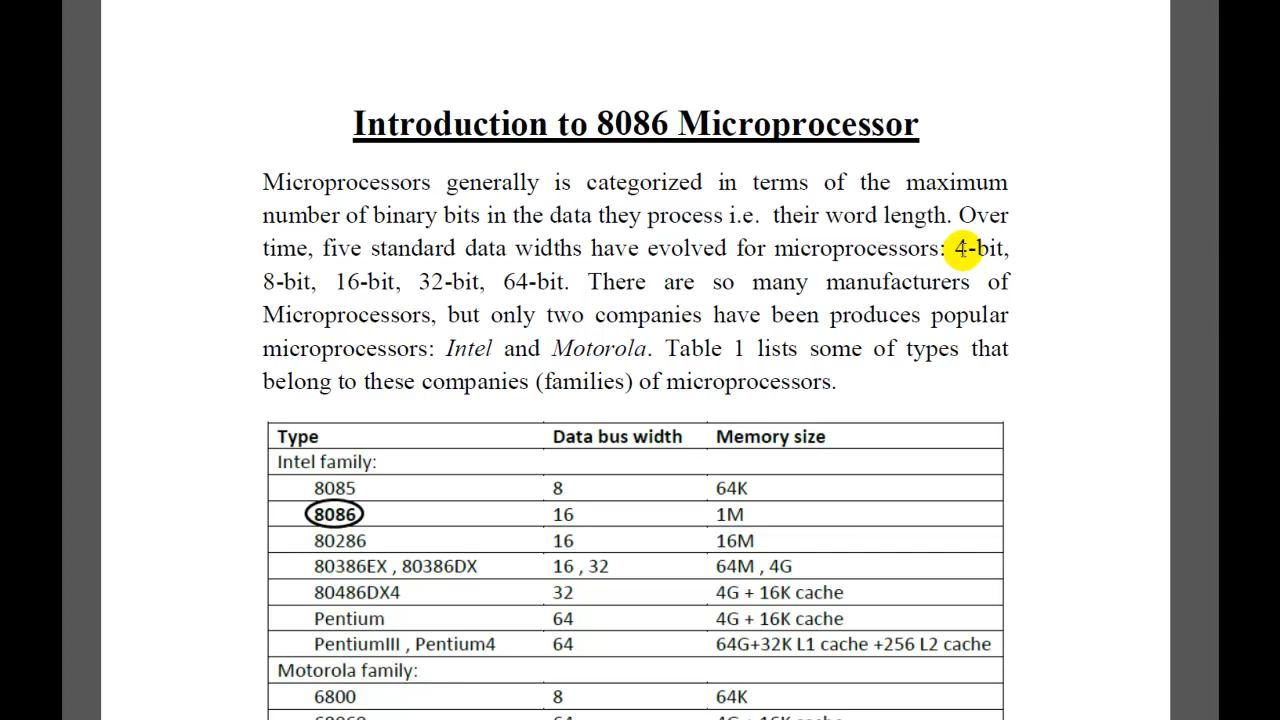 Introduction to 8086 Microprocessor
Microprocessors generally is categorized in terms of the maximum
number of binary bits in the data they process i.e. their word length. Over
time, five standard data widths have evolved for microprocessors: 4-bit,
8-bit, 16-bit, 32-bit, 64-bit. There are so many manufacturers of
Microprocessors, but only two companies have been produces popular
microprocessors: Intel and Motorola. Table 1 lists some of types that
belong to these companies (families) of microprocessors.
Type Data bus width Memory size
Intel family:
8085 8 64K
8086 16 1M
80286 16 16M
80386EX , 80386DX 16 , 32 64M , 4G
80486DX4 32 4G + 16K cache
Pentium 64 4G + 16K cache
PentiumIII , Pentium4 64 64G+32K L1 cache +256 L2 cache
Motorola family:
6800 8 64K